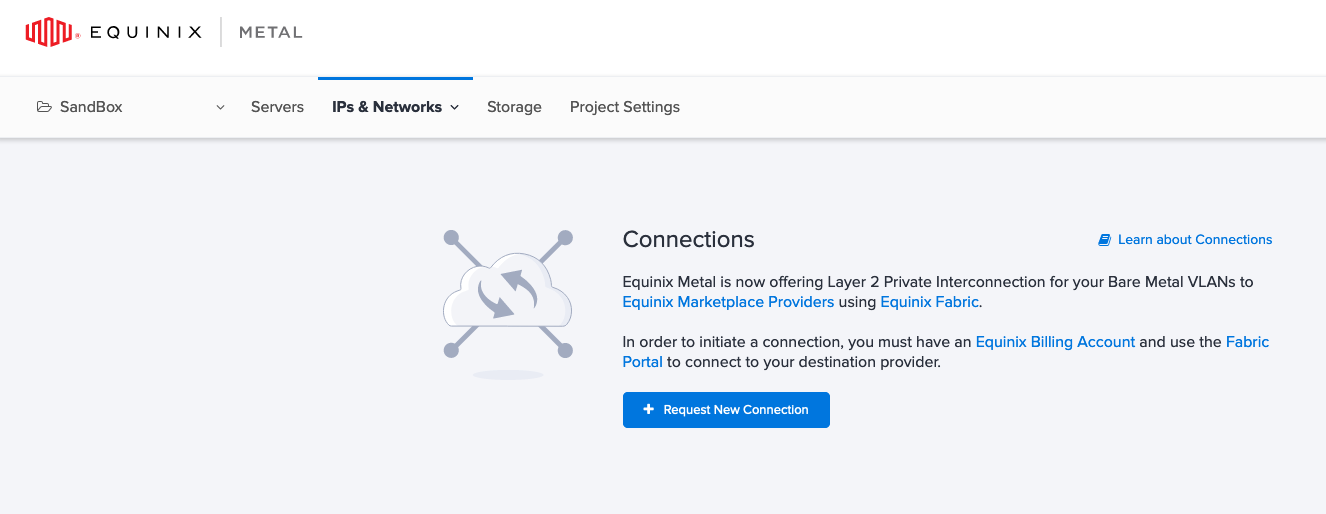 EQUINIX | METAL
SandBox Servers IPs & Networks Storage Project Settings
Connections
Learn about Connections
Equinix Metal is now offering Layer 2 Private Interconnection for your Bare Metal VLANs to
Equinix Marketplace Providers using Equinix Fabric.
In order to initiate a connection, you must have an Equinix Billing Account and use the Fabric
Portal to connect to your destination provider.
+ Request New Connection